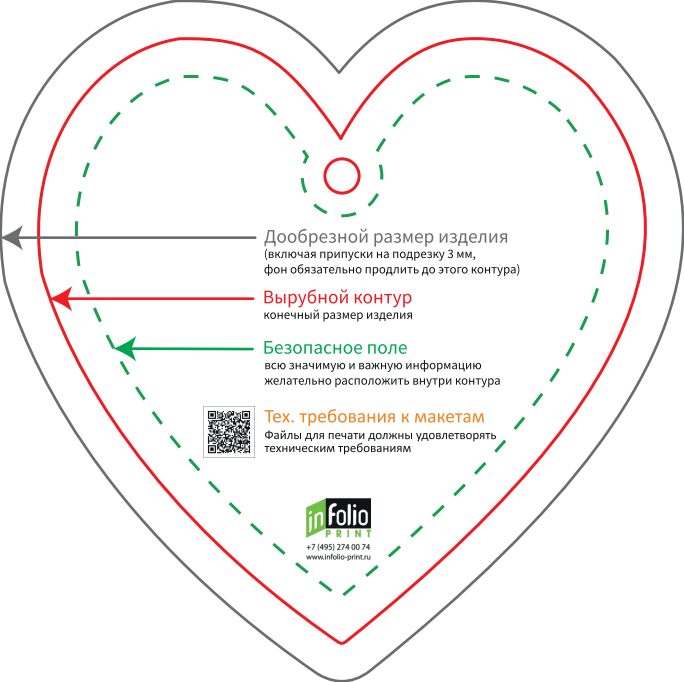 Дообрезной размер изделия
(включая припуски на подрезку 3 мм,
фон обязательно продлить до этого контура)
Вырубной контур
конечный размер изделия
Безопасное поле
всю значимую и важную информацию
желательно расположить внутри контура
Тех. требования к макетам
Файлы для печати должны удовлетворять
техническим требованиям
infolio
PRINT
+7 (495) 274 00 74
www.infolio-print.ru